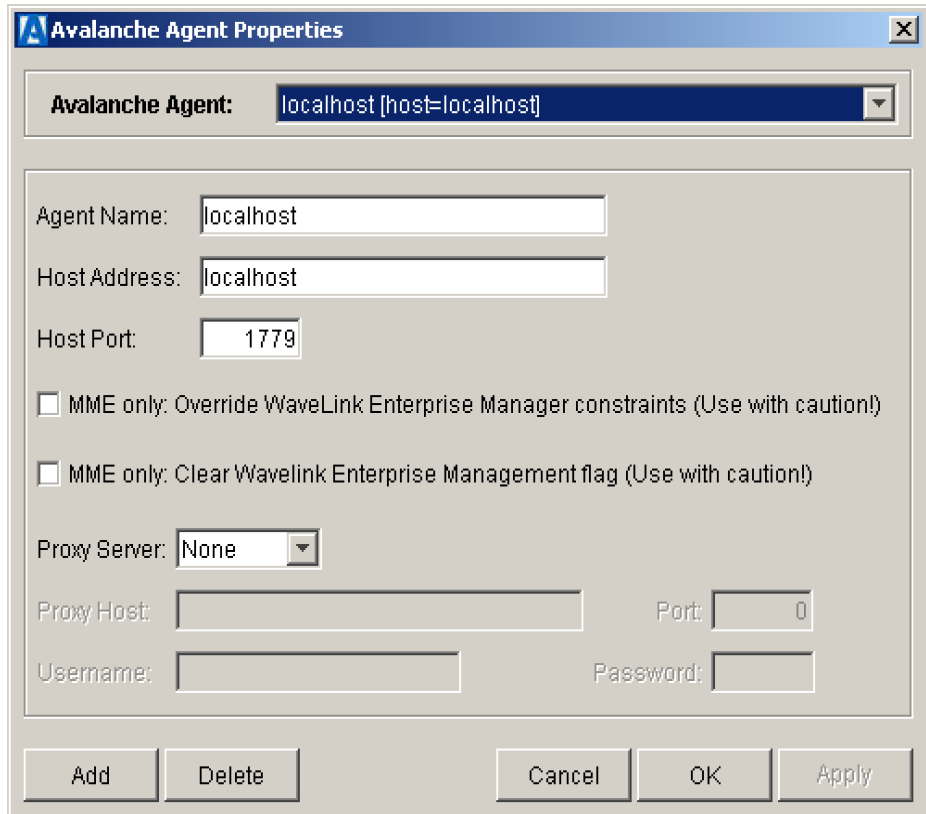 Avalanche Agent Properties
Avalanche Agent: localhost [host=localhost]
Agent Name: localhost
Host Address: localhost
Host Port: 1779
MME only: Override WaveLink Enterprise Manager constraints (Use with caution!)
MME only: Clear Wavelink Enterprise Management flag (Use with caution!)
Proxy Server: None
Proxy Host: Port: 0
Username: Password:
Add Delete Cancel OK Apply